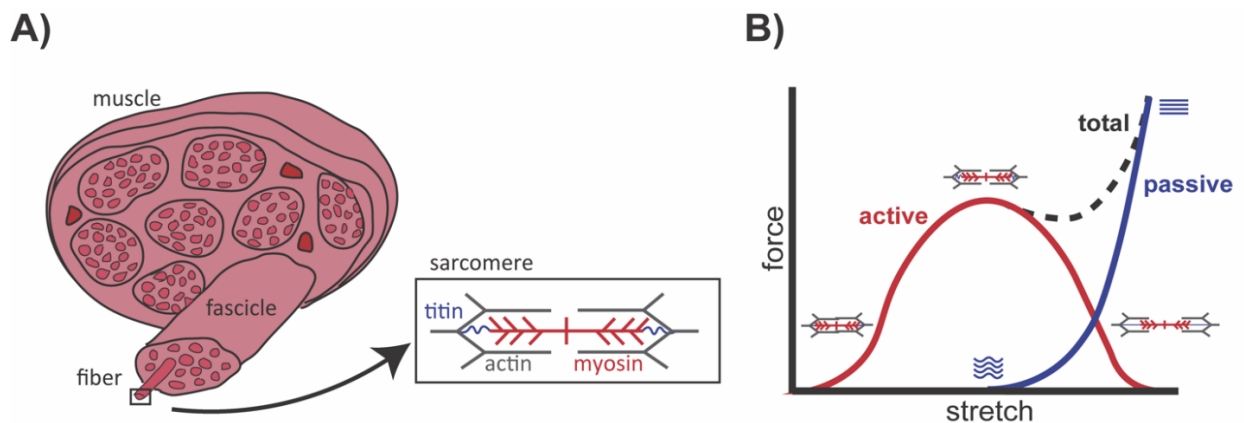 A)
muscle
fascicle
fiber
sarcomere
titin
actin
myosin
B)
force
active
total
passive
stretch